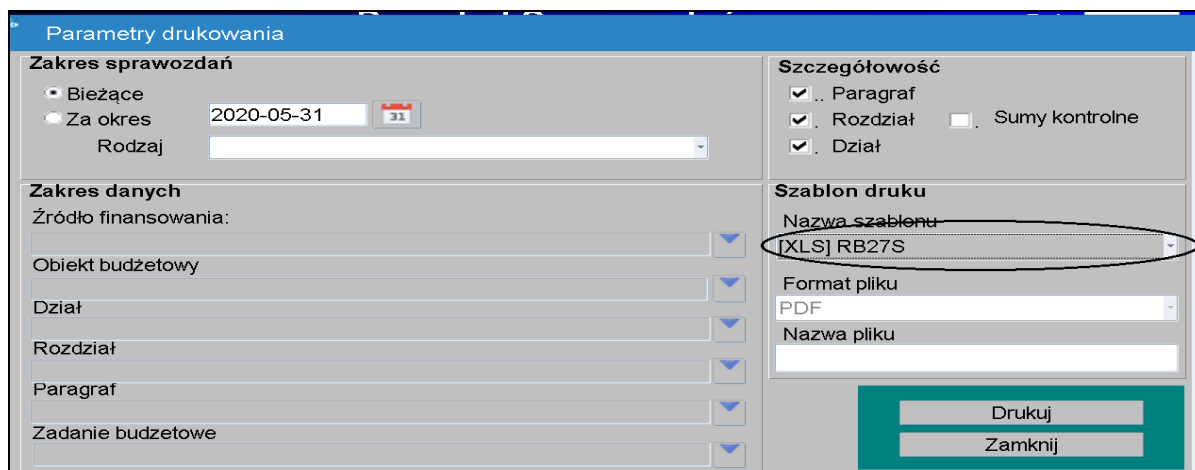 Parametry drukowania
Zakres sprawozdań
Bieżące
Za okres
2020-05-31
31
Rodzaj
Szczegółowość
.. Paragraf
. Rozdział
. Sumy kontrolne
. Dział
Zakres danych
Źródło finansowania:
Obiekt budżetowy
Dział
Rozdział
Paragraf
Zadanie budzetowe
Szablon druku
Nazwa szablonu
[XLS] RB27S
Format pliku
PDF
Nazwa pliku
Drukuj
Zamknij